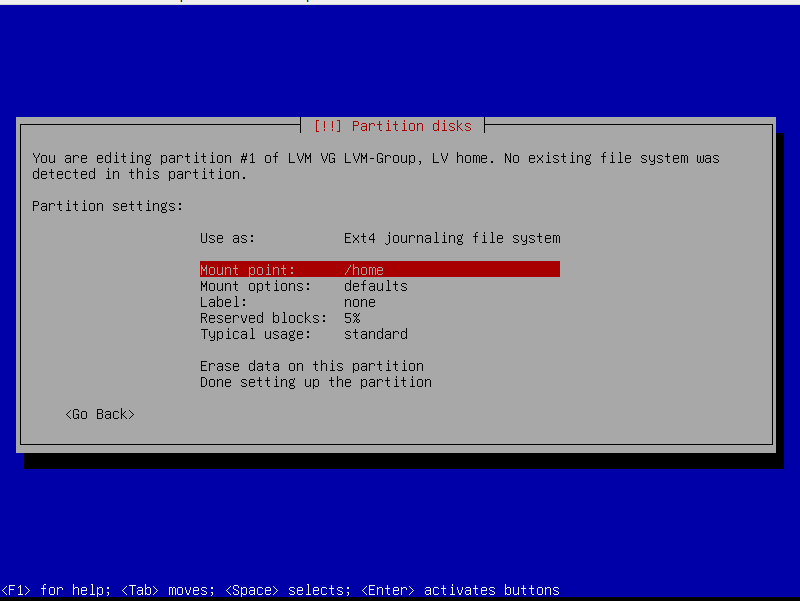 [!!] Partition disks
You are editing partition #1 of LVM VG LVM-Group, LV home. No existing file system was
detected in this partition.
Partition settings:
Use as: Ext4 journaling file system
Mount point: /home
Mount options: defaults
Label: none
Reserved blocks: 5%
Typical usage: standard
Erase data on this partition
Done setting up the partition
<Go Back>
<F1> for help; <Tab> moves; <Space> selects; <Enter> activates buttons